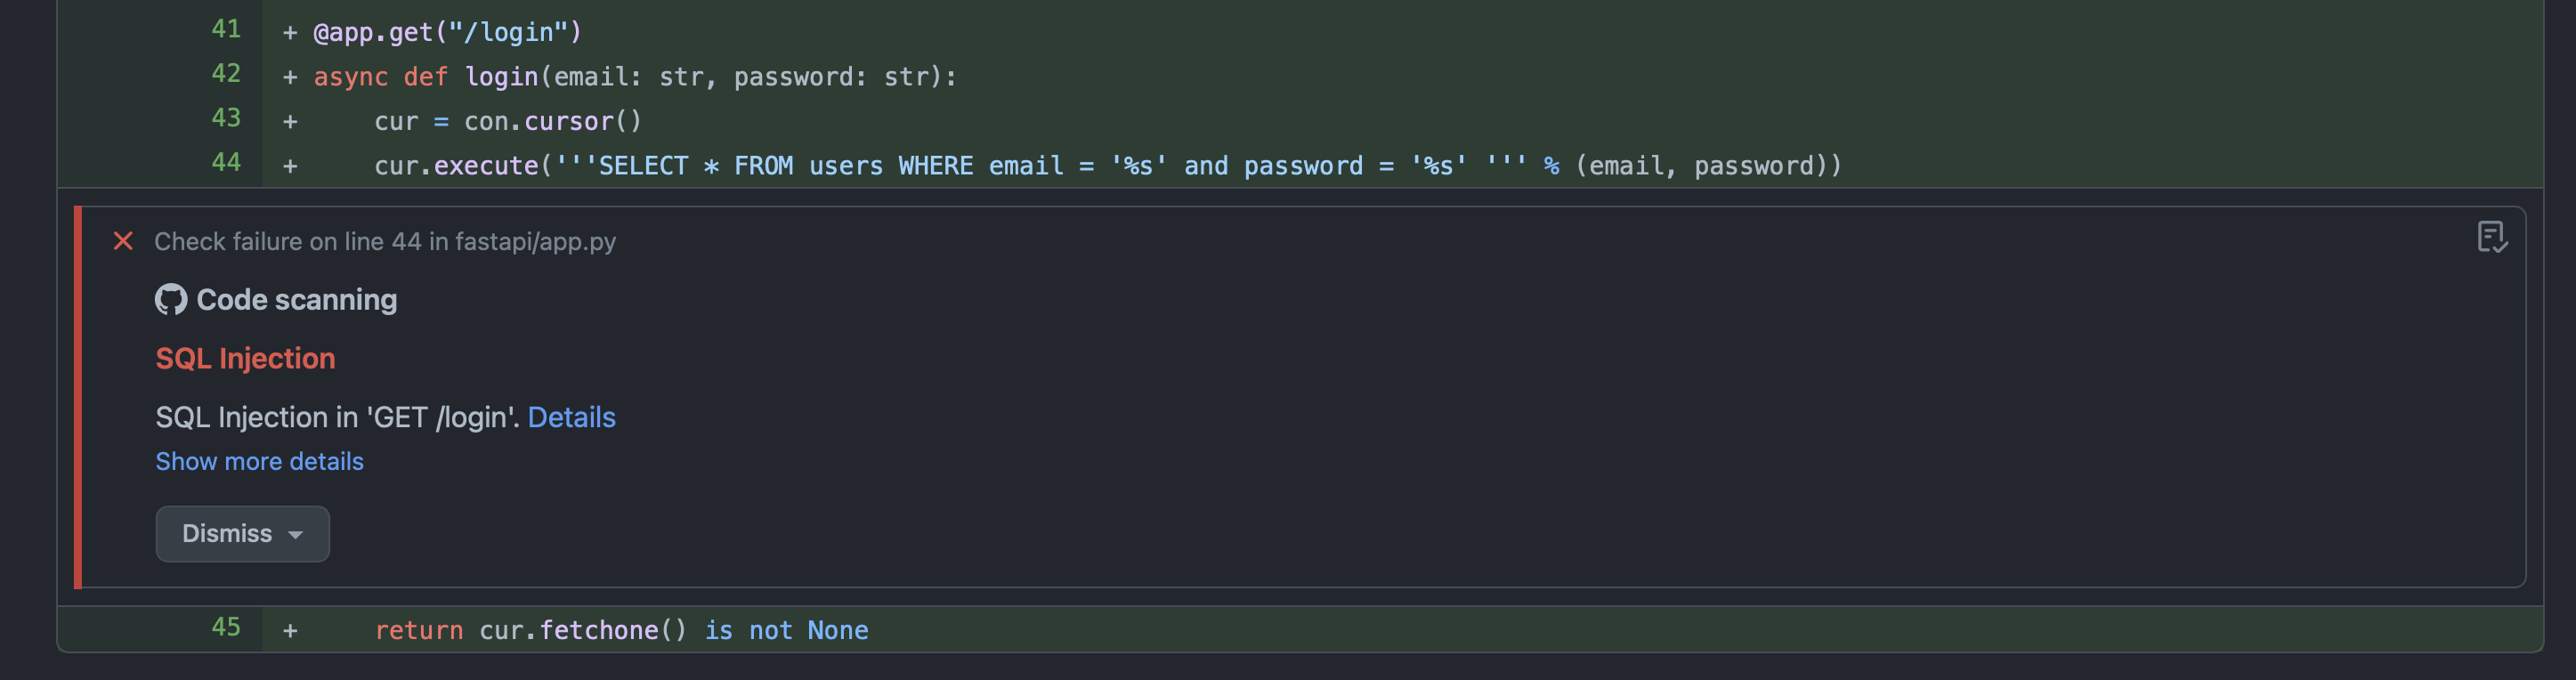 41 + @app.get("/login")
42 + async def login(email: str, password: str):
43 +     cur = con.cursor()
44 +     cur.execute('''SELECT * FROM users WHERE email = '%s' and password = '%s' ''' % (email, password))
Check failure on line 44 in fastapi/app.py
Code scanning
SQL Injection
SQL Injection in 'GET /login'. Details
Show more details
Dismiss
45 +     return cur.fetchone() is not None